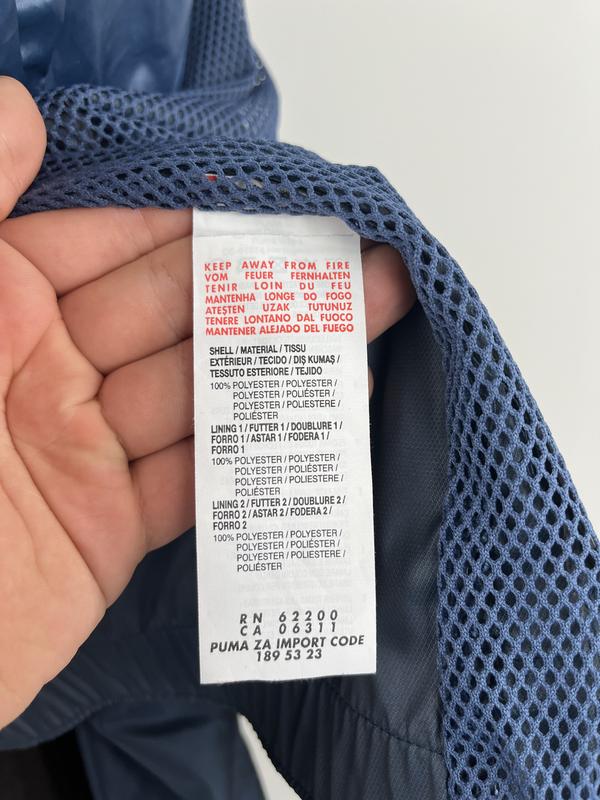 KEEP AWAY FROM FIRE
VOM FEUER FERNHALTEN
TENIR LOIN DU FEU
MANTENHA LONGE DO FOGO
ATEŞTEN UZAK TUTUNUZ
TENERE LONTANO DAL FUOCO
MANTENER ALEJADO DEL FUEGO
SHELL / MATERIAL / TISSU
EXTÉRIEUR / TECIDO / DIŞ KUMAŞ /
TESSUTO ESTERIORE / TEJIDO
100% POLYESTER / POLYESTER /
POLYESTER / POLIÉSTER /
POLYESTER / POLIESTERE /
POLIÉSTER
LINING 1 / FUTTER 1 / DOUBLURE 1 /
FORRO 1 / ASTAR 1 / FODERA 1 /
FORRO 1
100% POLYESTER / POLYESTER /
POLYESTER / POLIÉSTER /
POLYESTER / POLIESTERE /
POLIÉSTER
LINING 2 / FUTTER 2 / DOUBLURE 2 /
FORRO 2 / ASTAR 2 / FODERA 2 /
FORRO 2
100% POLYESTER / POLYESTER /
POLYESTER / POLIÉSTER /
POLYESTER / POLIESTERE /
POLIÉSTER
RN 62200
CA 06311
PUMA ZA IMPORT CODE
189 53 23